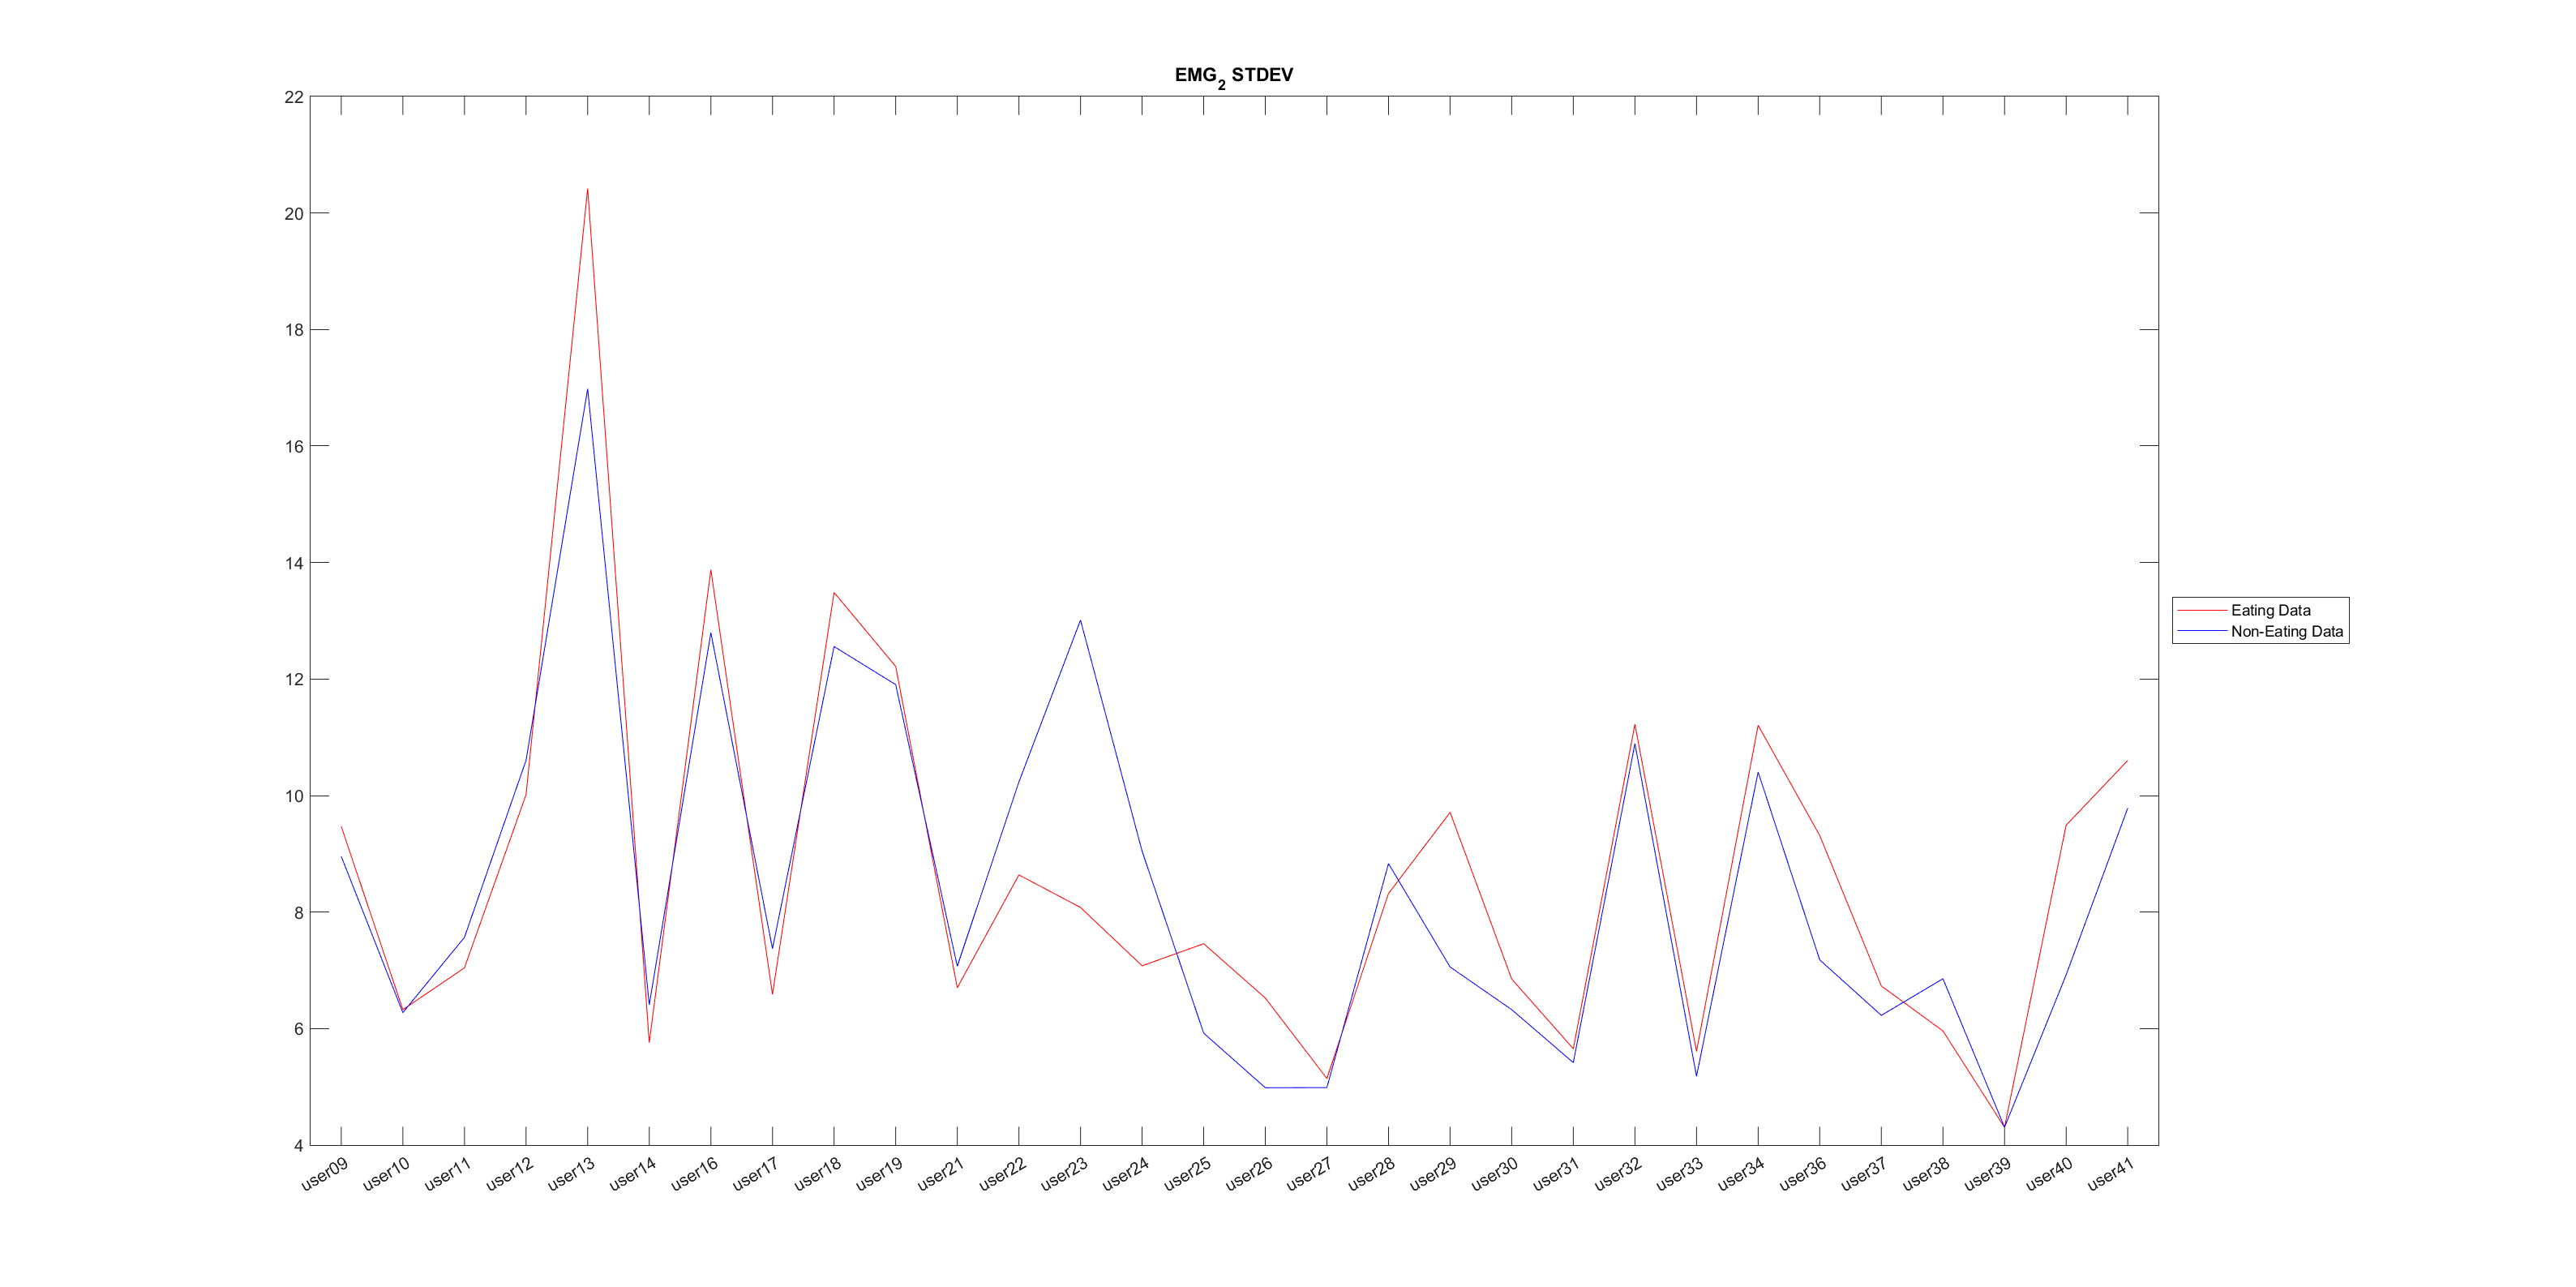 EMG2 STDEV
22
20
18
16
14
12
10
8
6
4
user09 user10 user11 user12 user13 user14 user16 user17 user18 user19 user21 user22 user23 user24 user25 user26 user27 user28 user29 user30 user31 user32 user33 user34 user36 user37 user38 user39 user40 user41
Eating Data
Non-Eating Data